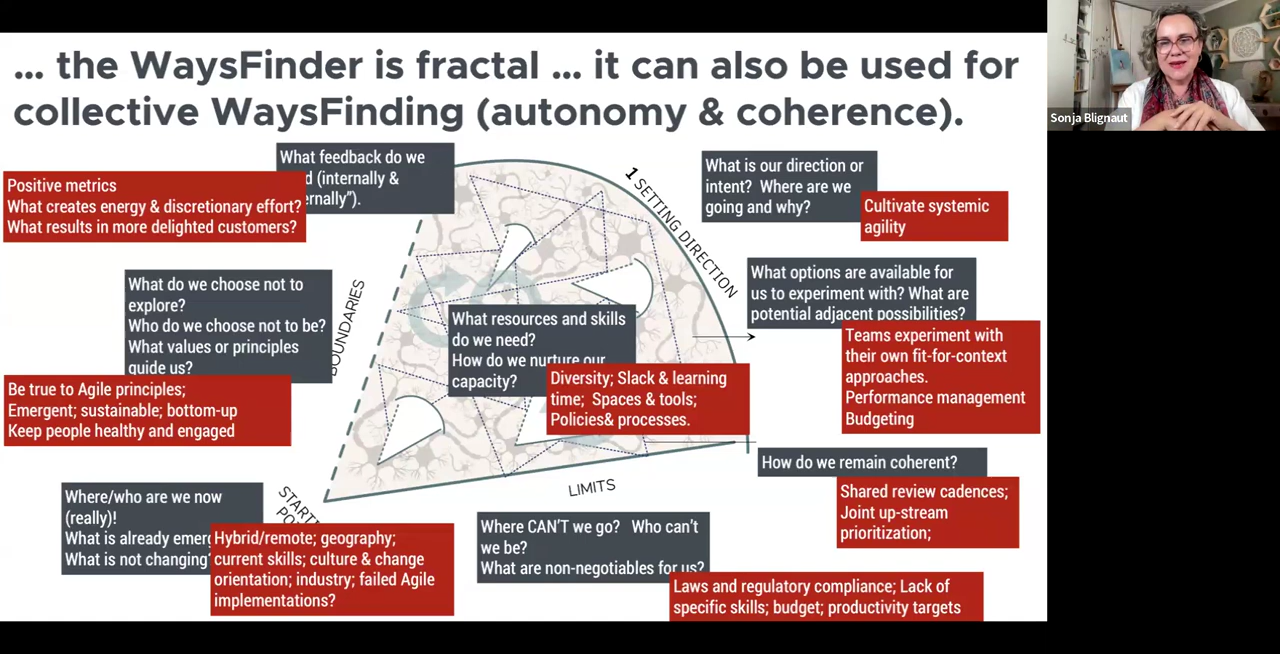 ... the WaysFinder is fractal ... it can also be used for
collective WaysFinding (autonomy & coherence).
Sonja Blignaut
What feedback do we
(internally &
Positive metrics
What creates energy & discretionary effort?
What results in more delighted customers?
1 SETTING DIRECTION
What is our direction or
intent? Where are we
going and why?
Cultivate systemic
agility
What do we choose not to
explore?
Who do we choose not to be?
What values or principles
guide us?
Be true to Agile principles;
Emergent; sustainable; bottom-up
Keep people healthy and engaged
BOUNDARIES
What resources and skills
do we need?
How do we nurture our
capacity?
Diversity; Slack & learning
time; Spaces & tools;
Policies& processes.
What options are available for
us to experiment with? What are
potential adjacent possibilities?
Teams experiment with
their own fit-for-context
approaches.
Performance management
Budgeting
How do we remain coherent?
Shared review cadences;
Joint up-stream
prioritization;
Where/who are we now
(really)!
What is already
What is not changing
Hybrid/remote; geography;
current skills; culture & change
orientation; industry; failed Agile
implementations?
LIMITS
Where CAN'T we go? Who can't
we be?
What are non-negotiables for us?
Laws and regulatory compliance; Lack of
specific skills; budget; productivity targets